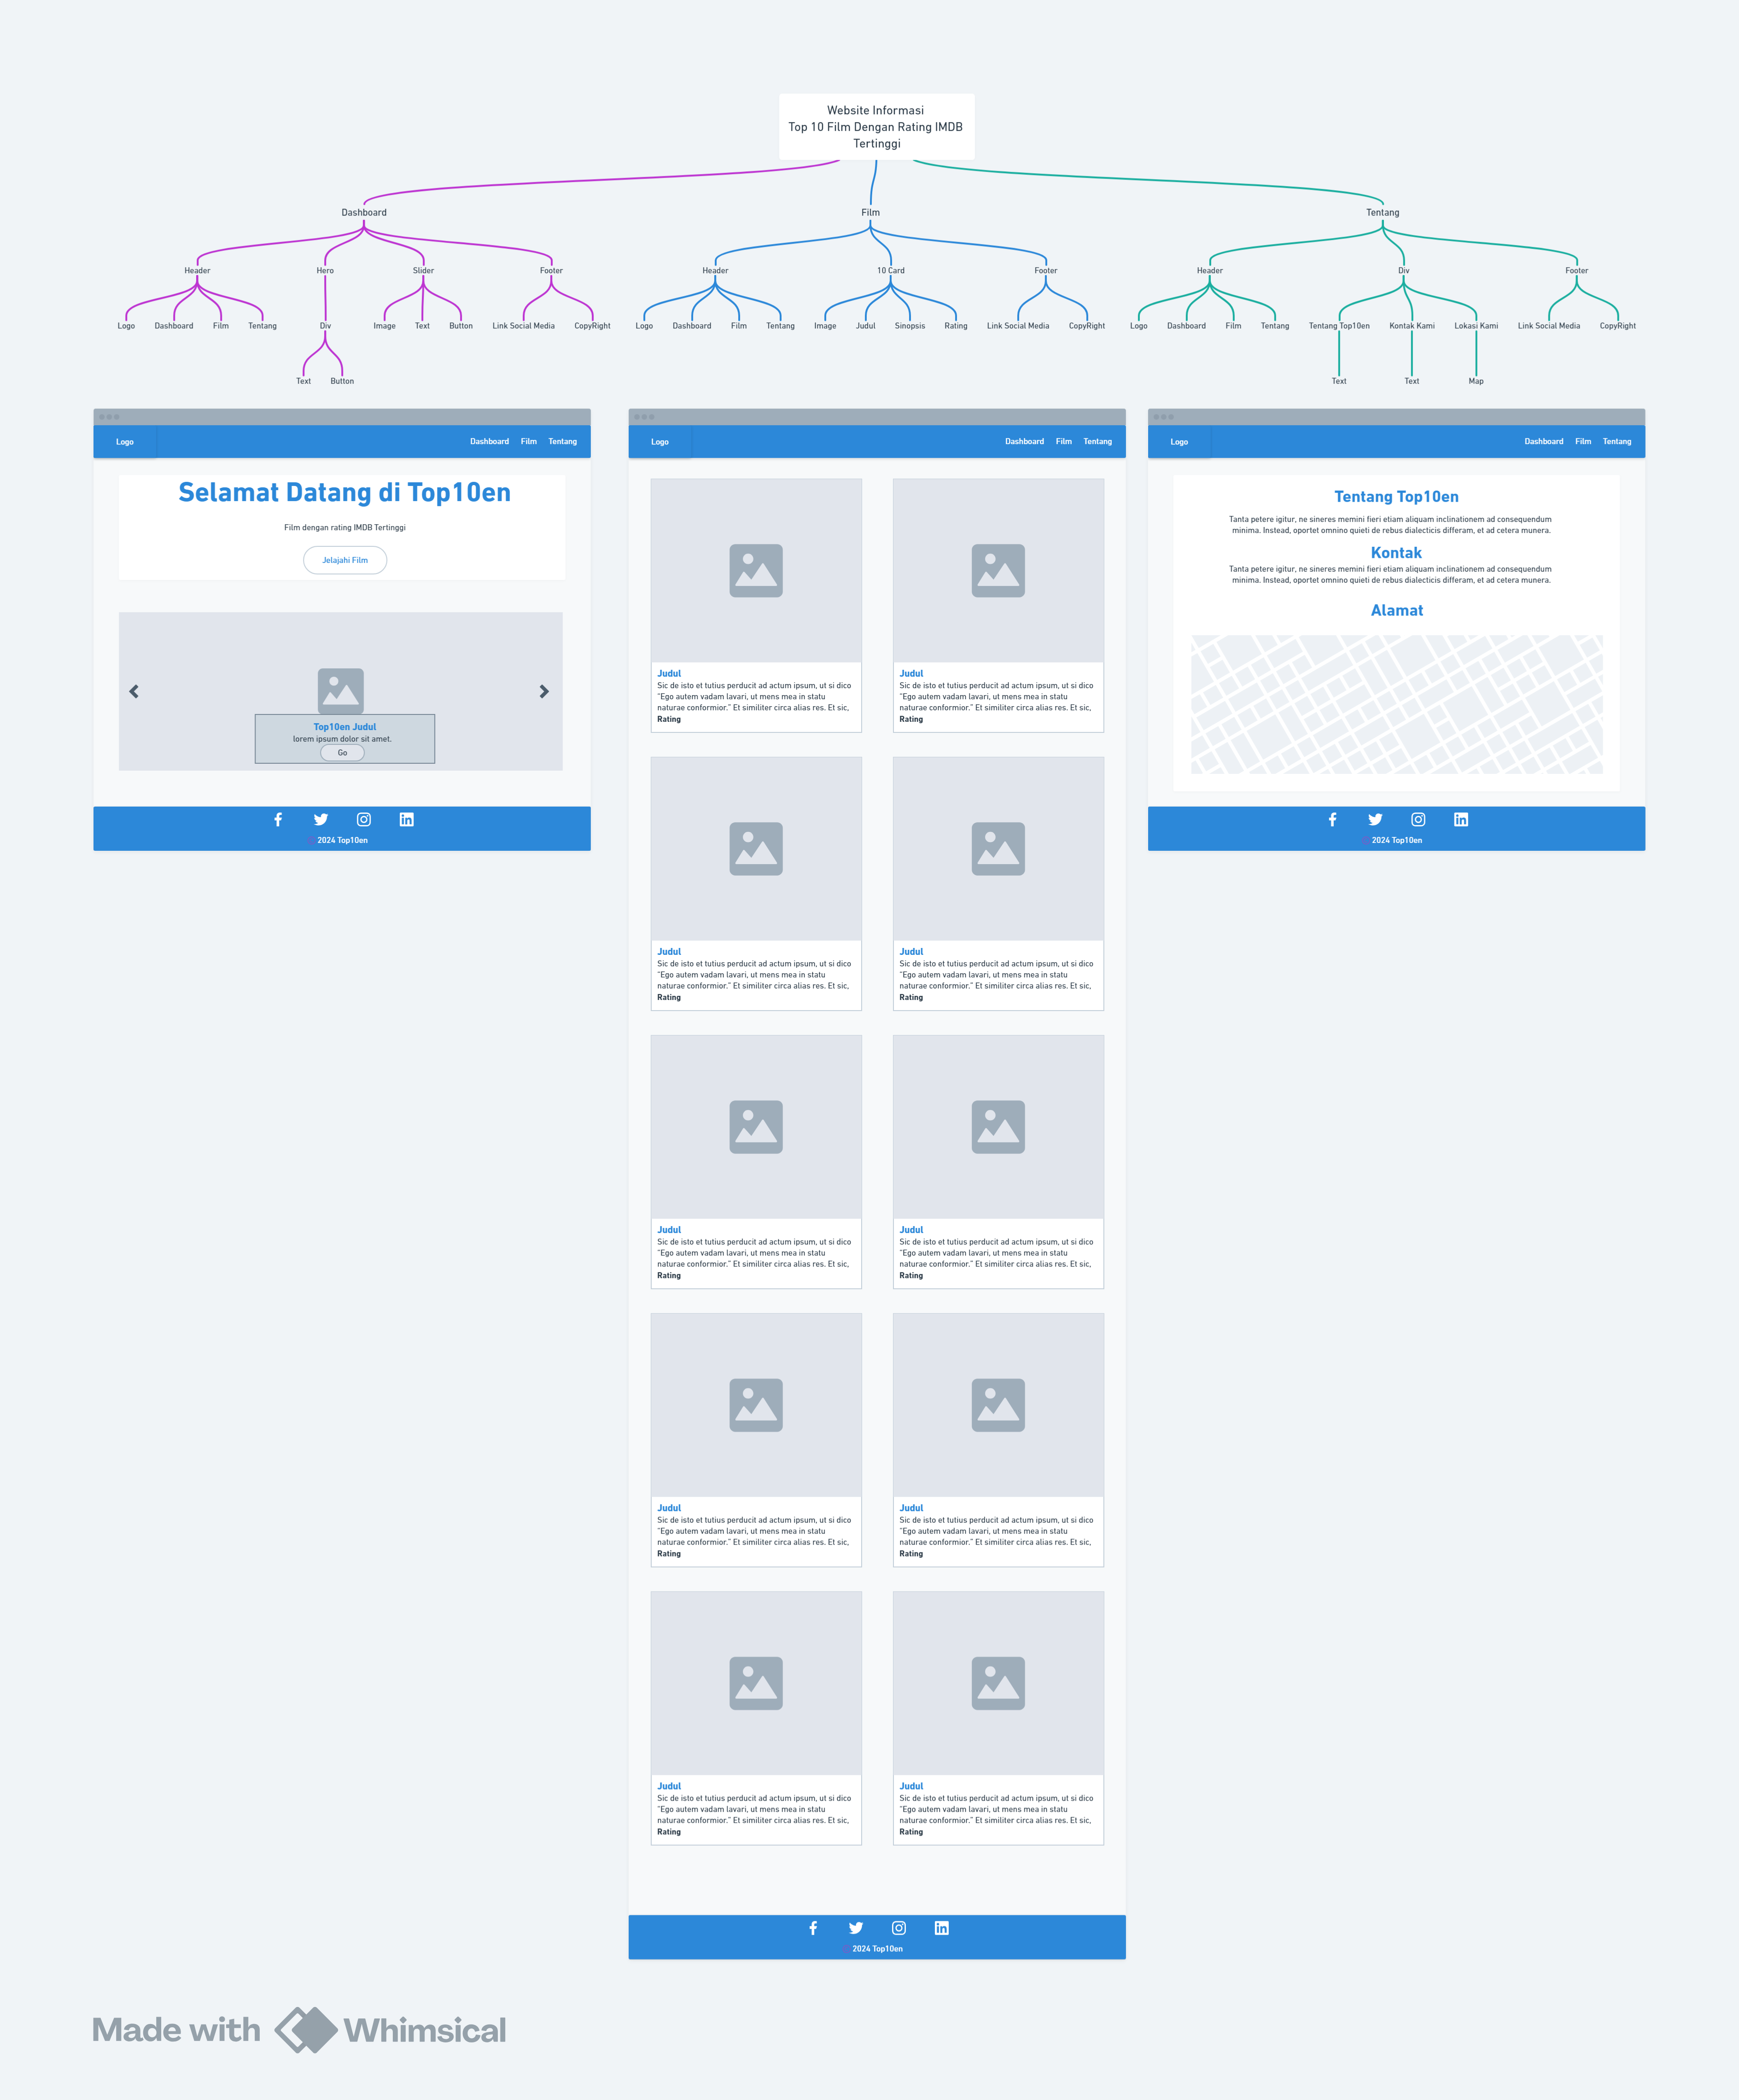 Website Informasi
Top 10 Film Dengan Rating IMDB
Tertinggi
Dashboard
Film
Tentang
Header
Hero
Slider
Footer
Header
10 Card
Footer
Header
Div
Footer
Logo
Dashboard
Film
Tentang
Div
Image
Text
Button
Link Social Media
CopyRight
Logo
Dashboard
Film
Tentang
Image
Judul
Sinopsis
Rating
Link Social Media
CopyRight
Logo
Dashboard
Film
Tentang
Tentang Top10en
Kontak Kami
Lokasi Kami
Link Social Media
CopyRight
Text
Button
Text
Text
Map
Logo
Dashboard
Film
Tentang
Selamat Datang di Top10en
Film dengan rating IMDB Tertinggi
Jelajahi Film
Top10en Judul
lorem ipsum dolor sit amet.
Go
2024 Top10en
Logo
Dashboard
Film
Tentang
Judul
Sic de isto et tutius perducit ad actum ipsum, ut si dico
"Ego autem vadam lavari, ut mens mea in statu
naturae conformior." Et similiter circa alias res. Et sic,
Rating
Judul
Sic de isto et tutius perducit ad actum ipsum, ut si dico
"Ego autem vadam lavari, ut mens mea in statu
naturae conformior." Et similiter circa alias res. Et sic,
Rating
Judul
Sic de isto et tutius perducit ad actum ipsum, ut si dico
"Ego autem vadam lavari, ut mens mea in statu
naturae conformior." Et similiter circa alias res. Et sic,
Rating
Judul
Sic de isto et tutius perducit ad actum ipsum, ut si dico
"Ego autem vadam lavari, ut mens mea in statu
naturae conformior." Et similiter circa alias res. Et sic,
Rating
Judul
Sic de isto et tutius perducit ad actum ipsum, ut si dico
"Ego autem vadam lavari, ut mens mea in statu
naturae conformior." Et similiter circa alias res. Et sic,
Rating
Judul
Sic de isto et tutius perducit ad actum ipsum, ut si dico
"Ego autem vadam lavari, ut mens mea in statu
naturae conformior." Et similiter circa alias res. Et sic,
Rating
Judul
Sic de isto et tutius perducit ad actum ipsum, ut si dico
"Ego autem vadam lavari, ut mens mea in statu
naturae conformior." Et similiter circa alias res. Et sic,
Rating
Judul
Sic de isto et tutius perducit ad actum ipsum, ut si dico
"Ego autem vadam lavari, ut mens mea in statu
naturae conformior." Et similiter circa alias res. Et sic,
Rating
Judul
Sic de isto et tutius perducit ad actum ipsum, ut si dico
"Ego autem vadam lavari, ut mens mea in statu
naturae conformior." Et similiter circa alias res. Et sic,
Rating
Judul
Sic de isto et tutius perducit ad actum ipsum, ut si dico
"Ego autem vadam lavari, ut mens mea in statu
naturae conformior." Et similiter circa alias res. Et sic,
Rating
2024 Top10en
Logo
Dashboard
Film
Tentang
Tentang Top10en
Tanta petere igitur, ne sineres memini fieri etiam aliquam inclinationem ad consequendum
minima. Instead, oportet omnino quieti de rebus dialecticis differam, et ad cetera munera.
Kontak
Tanta petere igitur, ne sineres memini fieri etiam aliquam inclinationem ad consequendum
minima. Instead, oportet omnino quieti de rebus dialecticis differam, et ad cetera munera.
Alamat
2024 Top10en
Made with Whimsical